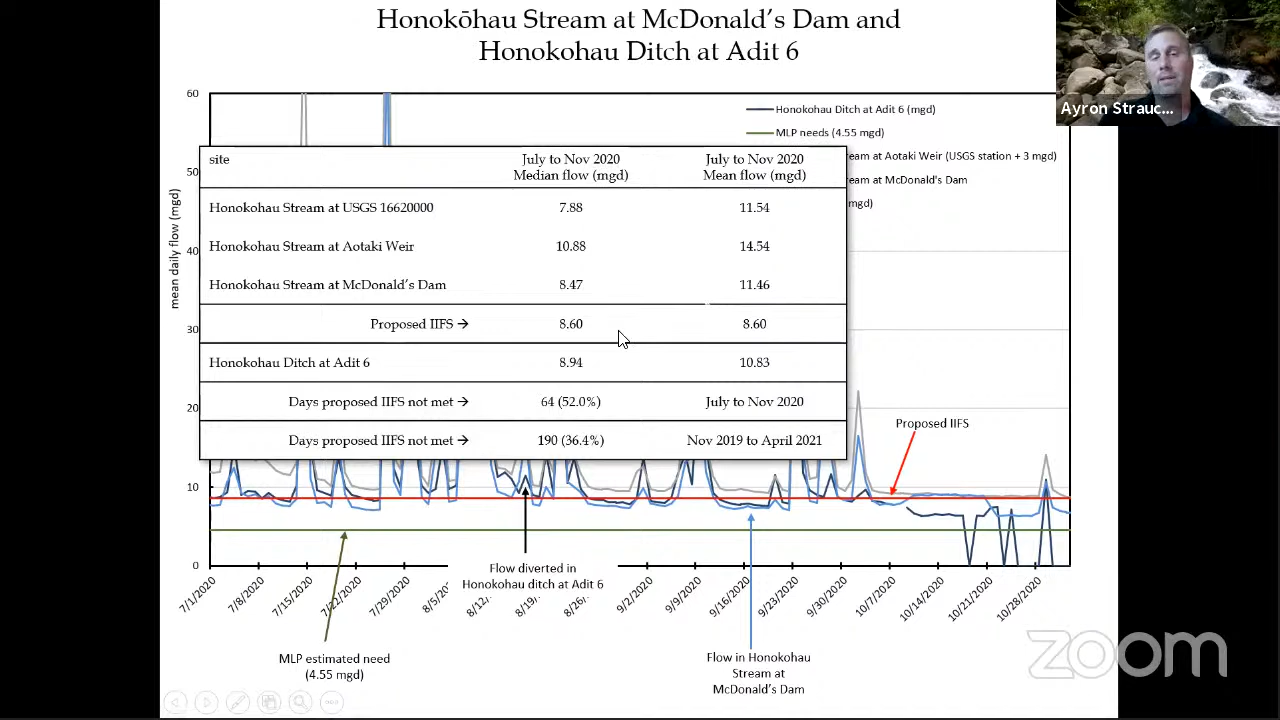 Honokōhau Stream at McDonald's Dam and
Honokohau Ditch at Adit 6
Ayron Strauc...
60
50
40
30
20
10
0
mean daily flow (mgd)
Honokohau Ditch at Adit 6 (mgd)
MLP needs (4.55 mgd)
ream at Aotaki Weir (USGS station + 3 mgd)
ream at McDonald's Dam
mgd)
site
July to Nov 2020
Median flow (mgd)
July to Nov 2020
Mean flow (mgd)
Honokohau Stream at USGS 16620000 7.88 11.54
Honokohau Stream at Aotaki Weir 10.88 14.54
Honokohau Stream at McDonald's Dam 8.47 11.46
Proposed IIFS → 8.60 8.60
Honokohau Ditch at Adit 6 8.94 10.83
Days proposed IIFS not met → 64 (52.0%) July to Nov 2020
Days proposed IIFS not met → 190 (36.4%) Nov 2019 to April 2021
Proposed IIFS
Flow diverted in
Honokohau ditch at Adit 6
7/1/2020 7/8/2020 7/15/2020 7/22/2020 7/29/2020 8/5/ 8/12/ 8/19/ 8/26/ 9/2/2020 9/9/2020 9/16/2020 9/23/2020 9/30/2020 10/7/2020 10/14/2020 10/21/2020 10/28/2020
MLP estimated need
(4.55 mgd)
Flow in Honokohau
Stream at
McDonald's Dam
zoom